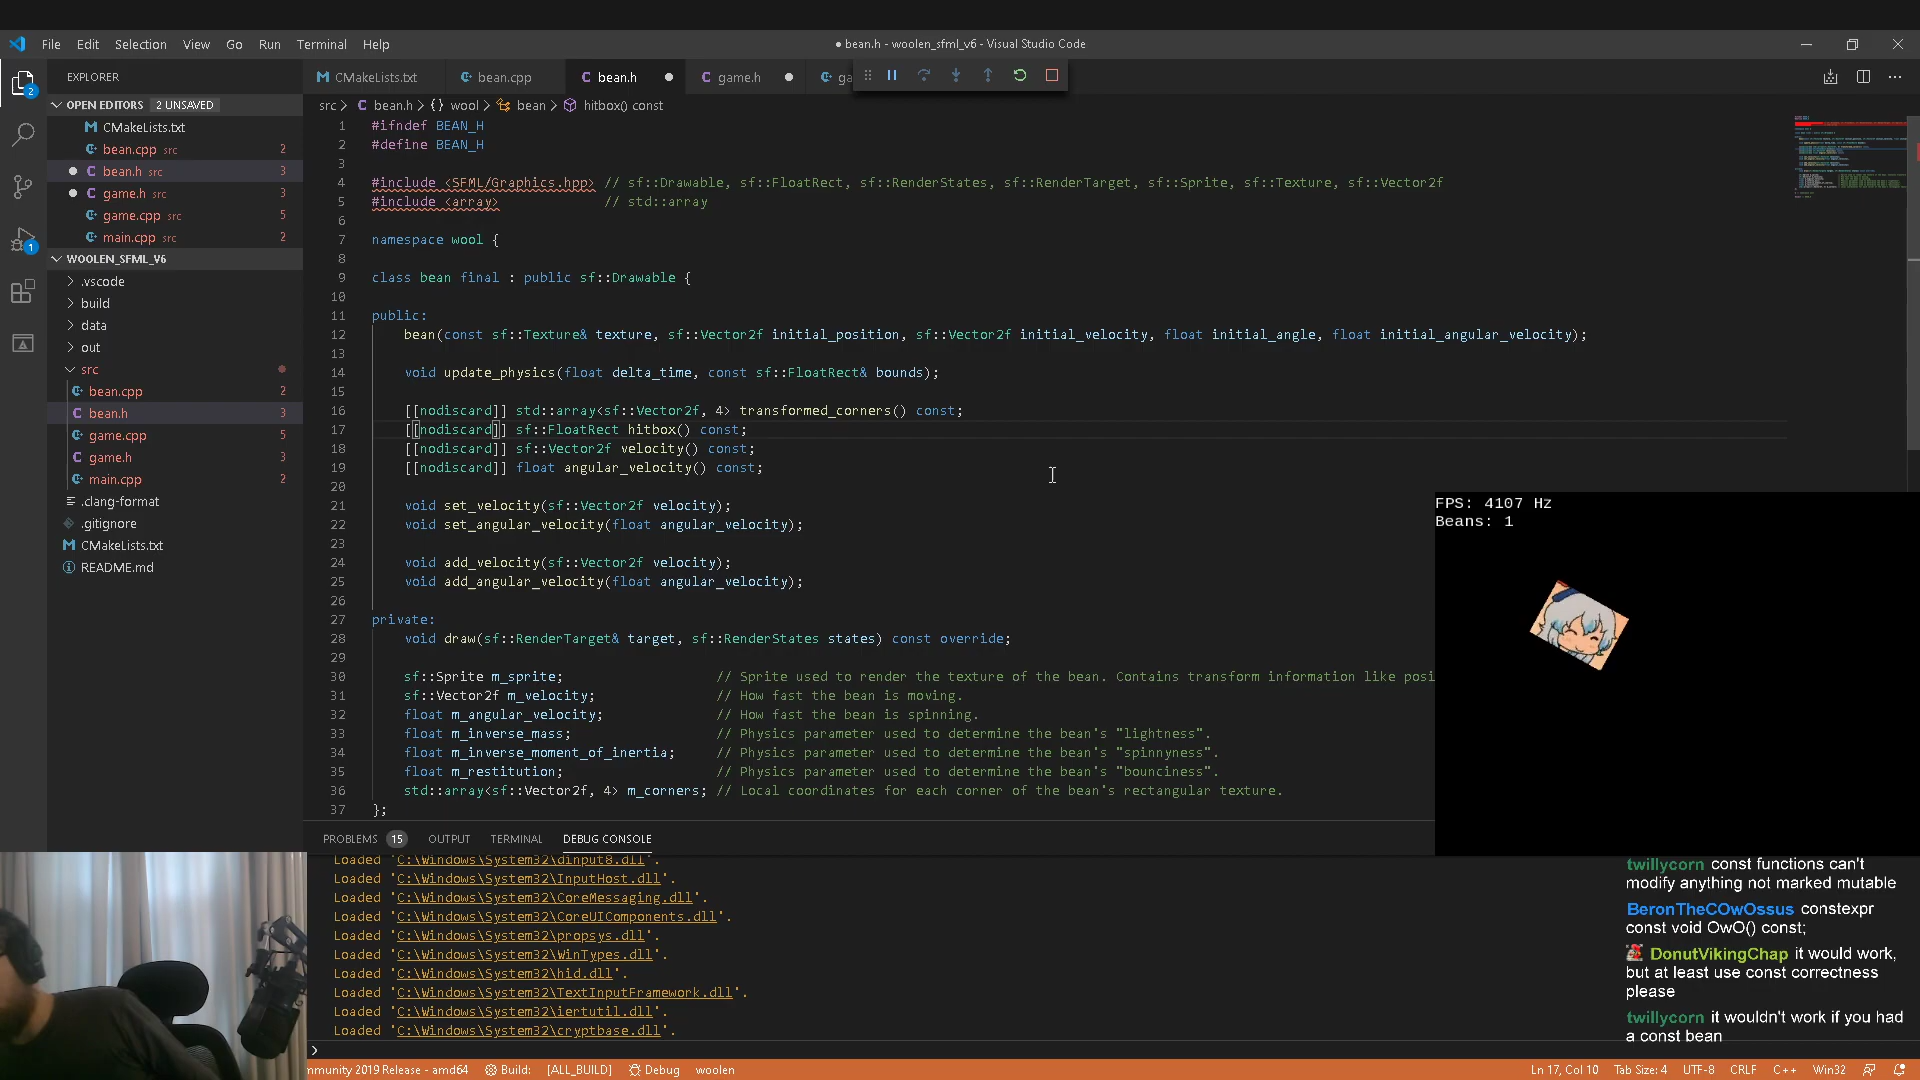 File Edit Selection View Go Run Terminal Help
● bean.h - woolen_sfml_v6 - Visual Studio Code
EXPLORER
CMakeLists.txt
bean.cpp
bean.h
game.h
ga
OPEN EDITORS 2 UNSAVED
CMakeLists.txt
bean.cpp src 2
bean.h src 3
game.h src 3
game.cpp src 5
main.cpp src 2
WOOLEN_SFML_V6
.vscode
build
data
out
src
bean.cpp 2
bean.h 3
game.cpp 5
game.h 3
main.cpp 2
.clang-format
.gitignore
CMakeLists.txt
README.md
2
1
src > bean.h > {} wool > bean > hitbox() const
1 #ifndef BEAN_H
2 #define BEAN_H
3
4 #include <SFML/Graphics.hpp> // sf::Drawable, sf::FloatRect, sf::RenderStates, sf::RenderTarget, sf::Sprite, sf::Texture, sf::Vector2f
5 #include <array> // std::array
6
7 namespace wool {
8
9 class bean final : public sf::Drawable {
10
11 public:
12 bean(const sf::Texture& texture, sf::Vector2f initial_position, sf::Vector2f initial_velocity, float initial_angle, float initial_angular_velocity);
13
14 void update_physics(float delta_time, const sf::FloatRect& bounds);
15
16 [[nodiscard]] std::array<sf::Vector2f, 4> transformed_corners() const;
17 [[nodiscard]] sf::FloatRect hitbox() const;
18 [[nodiscard]] sf::Vector2f velocity() const;
19 [[nodiscard]] float angular_velocity() const;
20
21 void set_velocity(sf::Vector2f velocity);
22 void set_angular_velocity(float angular_velocity);
23
24 void add_velocity(sf::Vector2f velocity);
25 void add_angular_velocity(float angular_velocity);
26
27 private:
28 void draw(sf::RenderTarget& target, sf::RenderStates states) const override;
29
30 sf::Sprite m_sprite; // Sprite used to render the texture of the bean. Contains transform information like posi
31 sf::Vector2f m_velocity; // How fast the bean is moving.
32 float m_angular_velocity; // How fast the bean is spinning.
33 float m_inverse_mass; // Physics parameter used to determine the bean's "lightness".
34 float m_inverse_moment_of_inertia; // Physics parameter used to determine the bean's "spinnyness".
35 float m_restitution; // Physics parameter used to determine the bean's "bounciness".
36 std::array<sf::Vector2f, 4> m_corners; // Local coordinates for each corner of the bean's rectangular texture.
37 };
FPS: 4107 Hz
Beans: 1
PROBLEMS 15 OUTPUT TERMINAL DEBUG CONSOLE
Loaded 'C:\Windows\System32\dinput8.dll'.
Loaded 'C:\Windows\System32\InputHost.dll'.
Loaded 'C:\Windows\System32\CoreMessaging.dll'.
Loaded 'C:\Windows\System32\CoreUIComponents.dll'.
Loaded 'C:\Windows\System32\propsys.dll'.
Loaded 'C:\Windows\System32\WinTypes.dll'.
Loaded 'C:\Windows\System32\hid.dll'.
Loaded 'C:\Windows\System32\TextInputFramework.dll'.
Loaded 'C:\Windows\System32\iertutil.dll'.
Loaded 'C:\Windows\System32\cryptbase.dll'.
twillycorn const functions can't
modify anything not marked mutable
BeronTheCOwOssus constexpr
const void OwO() const;
DonutVikingChap it would work,
but at least use const correctness
please
twillycorn it wouldn't work if you had
a const bean
mmunity 2019 Release - amd64 Build: [ALL_BUILD] Debug woolen
Ln 17, Col 10 Tab Size: 4 UTF-8 CRLF C++ Win32